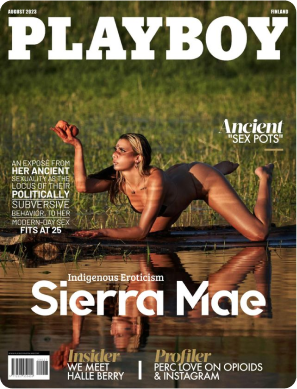 AUGUST 2023
FINLAND
PLAYBOY
Ancient
"SEX POTS"
AN EXPOSE FROM
HER ANCIENT
SEXUALITY AS THE
LOCUS OF THEIR
POLITICALLY
SUBVERSIVE
BEHAVIOR, TO HER
MODERN-DAY SEX
FITS AT 25
Indigenous Eroticism
Sierra Mae
Insider
WE MEET
HALLE BERRY
Profiler
PERC LOVE ON OPIOIDS
& INSTAGRAM